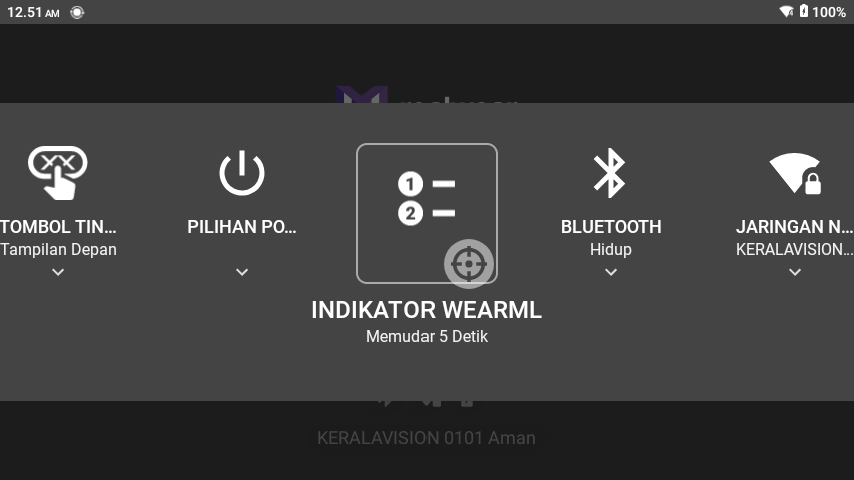 12.51 AM
100%
TOMBOL TIN...
Tampilan Depan
PILIHAN PO...
1
2
INDIKATOR WEARML
Memudar 5 Detik
BLUETOOTH
Hidup
JARINGAN N...
KERALAVISION...
KERALAVISION 0101 Aman